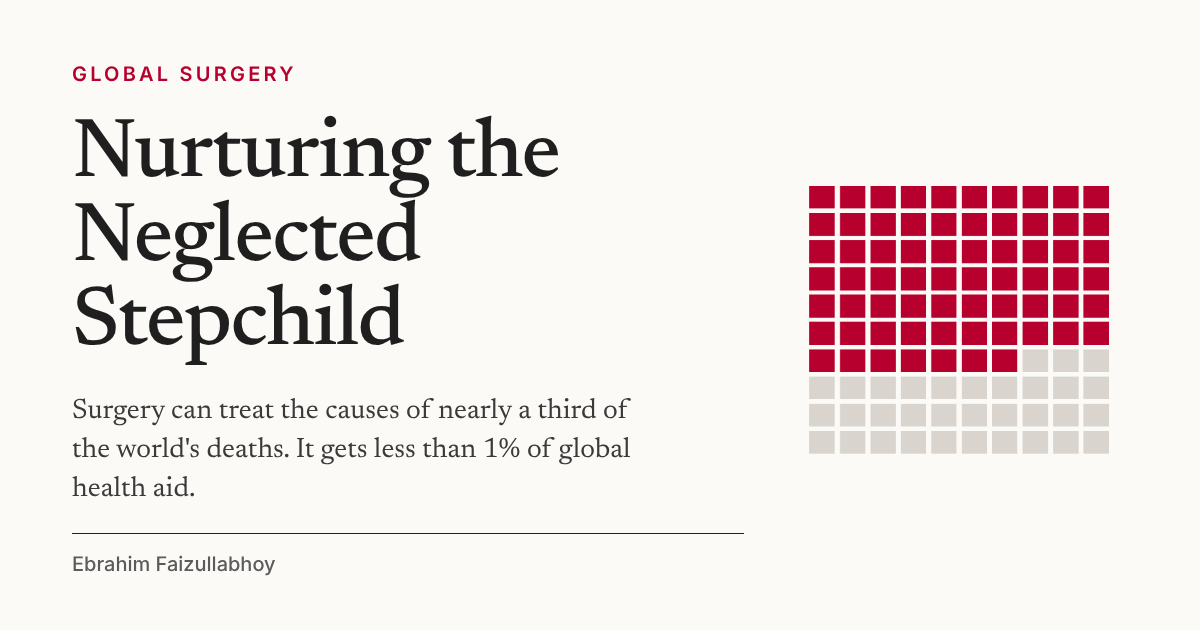 GLOBAL SURGERY
Nurturing the
Neglected
Stepchild
Surgery can treat the causes of nearly a third of
the world's deaths. It gets less than 1% of global
health aid.
Ebrahim Faizullabhoy